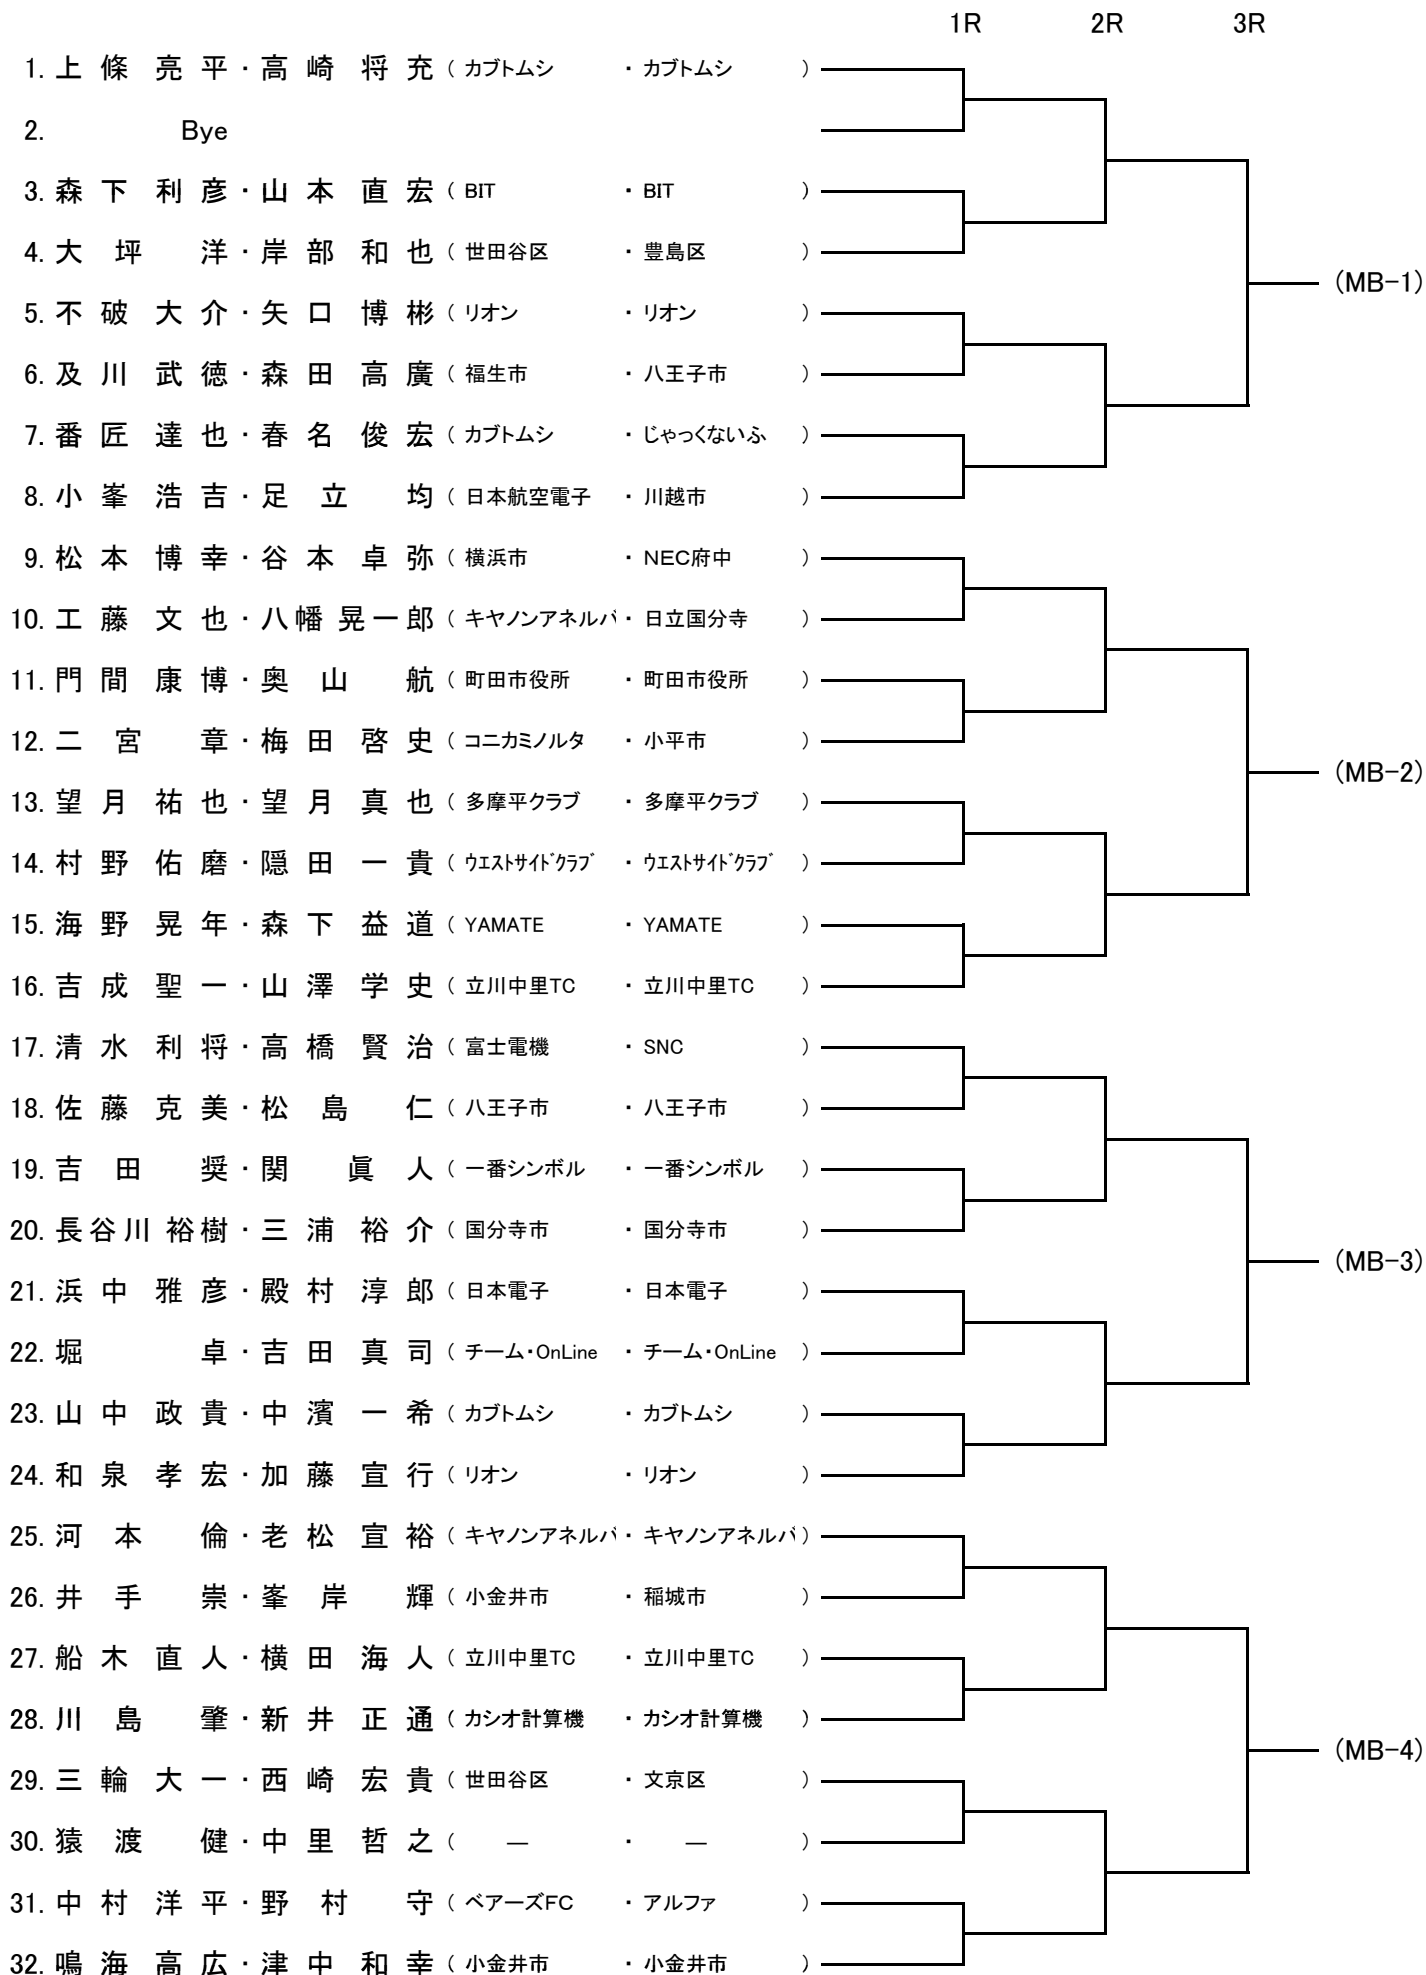 1R 2R 3R
1. 上條亮平・高崎将充 ( カブトムシ ・ カブトムシ )
2. Bye
3. 森下利彦・山本直宏 ( BIT ・ BIT )
4. 大坪洋・岸部和也 ( 世田谷区 ・ 豊島区 )
(MB-1)
5. 不破大介・矢口博彬 ( リオン ・ リオン )
6. 及川武徳・森田高廣 ( 福生市 ・ 八王子市 )
7. 番匠達也・春名俊宏 ( カブトムシ ・ じゃっくないふ )
8. 小峯浩吉・足立均 ( 日本航空電子 ・ 川越市 )
9. 松本博幸・谷本卓弥 ( 横浜市 ・ NEC府中 )
10. 工藤文也・八幡晃一郎 ( キヤノンアネルバ ・ 日立国分寺 )
11. 門間康博・奥山航 ( 町田市役所 ・ 町田市役所 )
12. 二宮章・梅田啓史 ( コニカミノルタ ・ 小平市 )
(MB-2)
13. 望月祐也・望月真也 ( 多摩平クラブ ・ 多摩平クラブ )
14. 村野佑磨・隠田一貴 ( ウエストサイドクラブ ・ ウエストサイドクラブ )
15. 海野晃年・森下益道 ( YAMATE ・ YAMATE )
16. 吉成聖一・山澤学史 ( 立川中里TC ・ 立川中里TC )
17. 清水利将・高橋賢治 ( 富士電機 ・ SNC )
18. 佐藤克美・松島仁 ( 八王子市 ・ 八王子市 )
19. 吉田奨・関眞人 ( 一番シンボル ・ 一番シンボル )
20. 長谷川裕樹・三浦裕介 ( 国分寺市 ・ 国分寺市 )
(MB-3)
21. 浜中雅彦・殿村淳郎 ( 日本電子 ・ 日本電子 )
22. 堀卓・吉田真司 ( チーム・OnLine ・ チーム・OnLine )
23. 山中政貴・中濱一希 ( カブトムシ ・ カブトムシ )
24. 和泉孝宏・加藤宣行 ( リオン ・ リオン )
25. 河本倫・老松宣裕 ( キヤノンアネルバ ・ キヤノンアネルバ )
26. 井手崇・峯岸輝 ( 小金井市 ・ 稲城市 )
27. 船木直人・横田海人 ( 立川中里TC ・ 立川中里TC )
28. 川島肇・新井正通 ( カシオ計算機 ・ カシオ計算機 )
(MB-4)
29. 三輪大一・西崎宏貴 ( 世田谷区 ・ 文京区 )
30. 猿渡健・中里哲之 ( ― ・ ― )
31. 中村洋平・野村守 ( ベアーズFC ・ アルファ )
32. 鳴海高広・津中和幸 ( 小金井市 ・ 小金井市 )